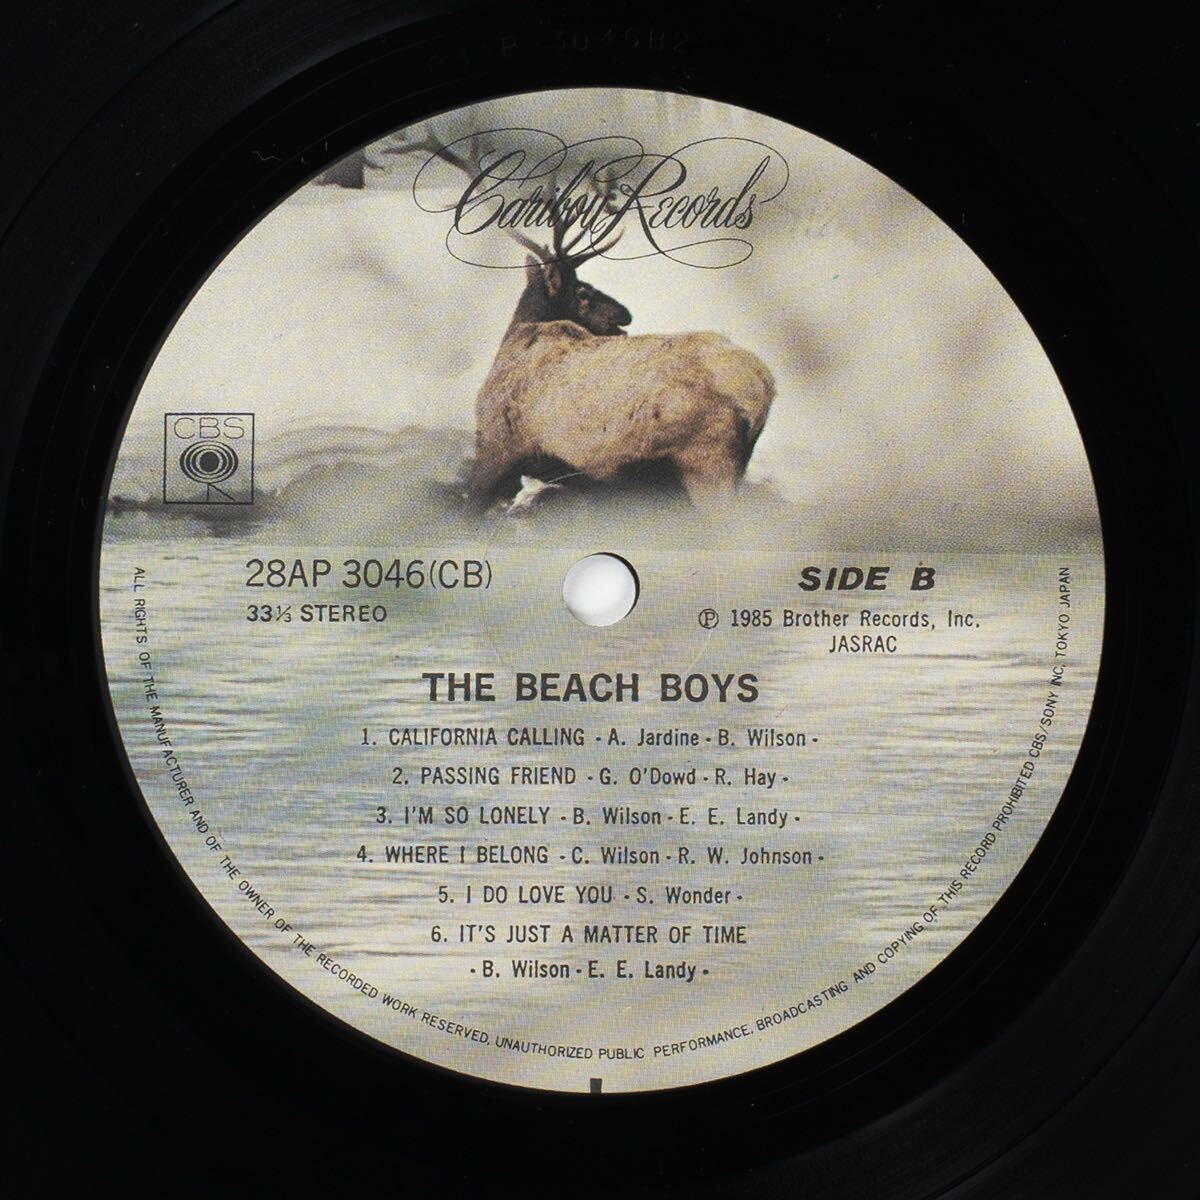 P 3046B2
Caribou Records
CBS
28AP 3046(CB)
33⅓ STEREO
SIDE B
Ⓟ 1985 Brother Records, Inc.
JASRAC
THE BEACH BOYS
1. CALIFORNIA CALLING · A. Jardine · B. Wilson ·
2. PASSING FRIEND · G. O'Dowd · R. Hay ·
3. I'M SO LONELY · B. Wilson · E. E. Landy ·
4. WHERE I BELONG · C. Wilson · R. W. Johnson ·
5. I DO LOVE YOU · S. Wonder ·
6. IT'S JUST A MATTER OF TIME
· B. Wilson · E. E. Landy ·
ALL RIGHTS OF THE MANUFACTURER AND OF THE OWNER OF THE RECORDED WORK RESERVED, UNAUTHORIZED PUBLIC PERFORMANCE, BROADCASTING AND COPYING OF THIS RECORD PROHIBITED CBS/SONY INC. TOKYO JAPAN